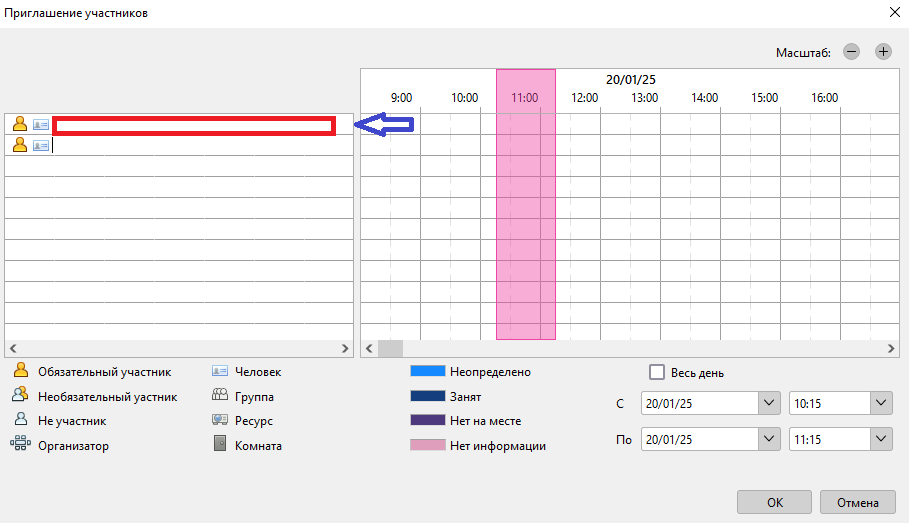 Приглашение участников
Масштаб:
20/01/25
9:00 10:00 11:00 12:00 13:00 14:00 15:00 16:00
Обязательный участник
Необязательный уастник
Не участник
Организатор
Человек
Группа
Ресурс
Комната
Неопределено
Занят
Нет на месте
Нет информации
Весь день
С 20/01/25 10:15
По 20/01/25 11:15
ОК Отмена